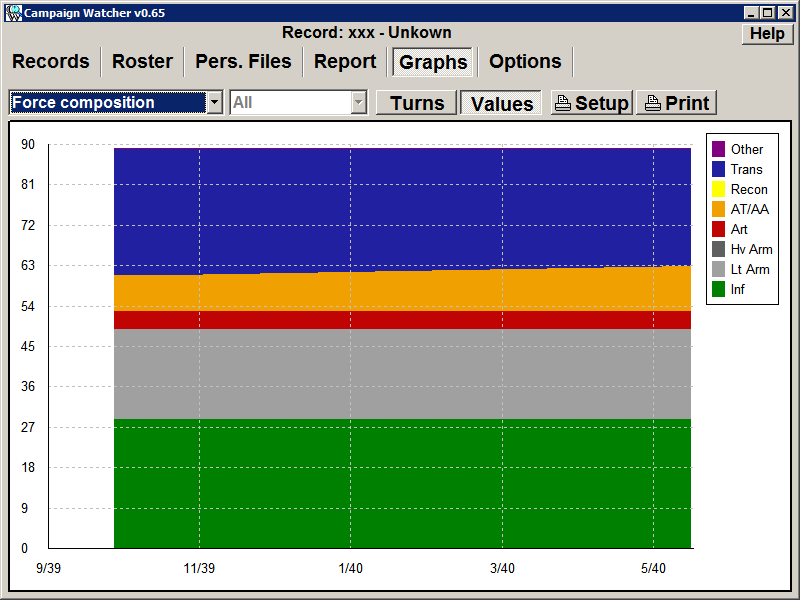 Campaign Watcher v0.65
Record: xxx - Unkown
Help
Records Roster Pers. Files Report Graphs Options
Force composition All Turns Values Setup Print
90
81
72
63
54
45
36
27
18
9
0
9/39 11/39 1/40 3/40 5/40
Other
Trans
Recon
AT/AA
Art
Hv Arm
Lt Arm
Inf